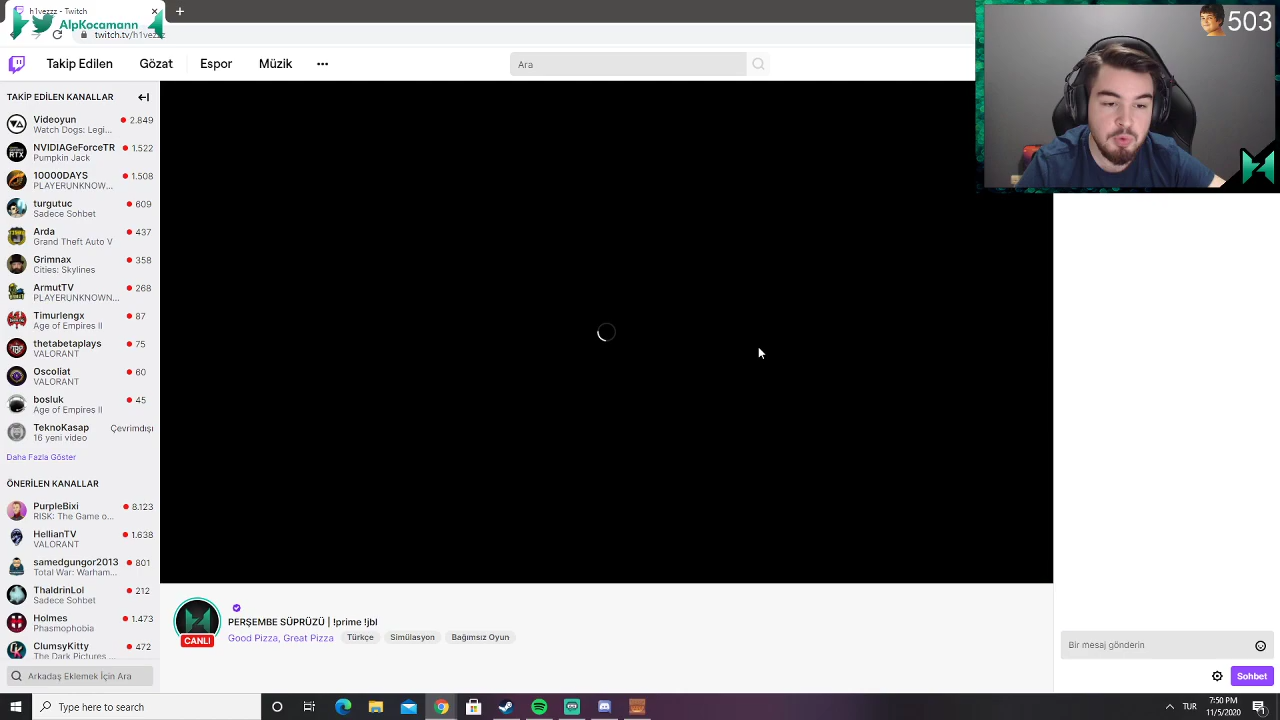 h1vezzz - Twitch
AlpKocamann
503
twitch.tv/h1vezzz
Takip Edilen
Gözat
Espor
Müzik
Ara
TAKİP EDİLEN KANALLAR
Videoyun
2.849
Watch Dogs: Legi...
NVIDIAGeForceTR
1.522
Pumpkin Jack
10000DAYS
1.508
PLAYERUNKNOW...
turgutuc
609
Sadece Sohbet
Arda
437
Grand Theft Auto V
Grimnax
358
Cities: Skylines
ArmutTV
268
PLAYERUNKNOWN...
Timurlengx
87
Age of Empires II
thetabetaplays
75
VALORANT
Oscoliat
60
VALORANT
bosluk
45
Age of Empires II
TeknoKasap
Çevrimdışı
16 yeni video
Daha Fazla Göster
ÖNERİLEN KANALLAR
PurpleBixi
8.123
RISK: The Game o...
HellianTV
1.638
VALORANT
samedgungor2013
801
Total War: Warham...
ThaldrinLol
212
Sadece Sohbet
Holmes
1.473
Phasmophobia
ClumsyKitty
472
The Dark Pictures ...
Arkadaş Eklemek İçin Ara
CANLI
PERŞEMBE SÜPRÜZÜ | !prime !jbl
Good Pizza, Great Pizza
Türkçe
Simülasyon
Bağımsız Oyun
Bir mesaj gönderin
Sohbet
Type here to search
TUR
7:50 PM
11/5/2020